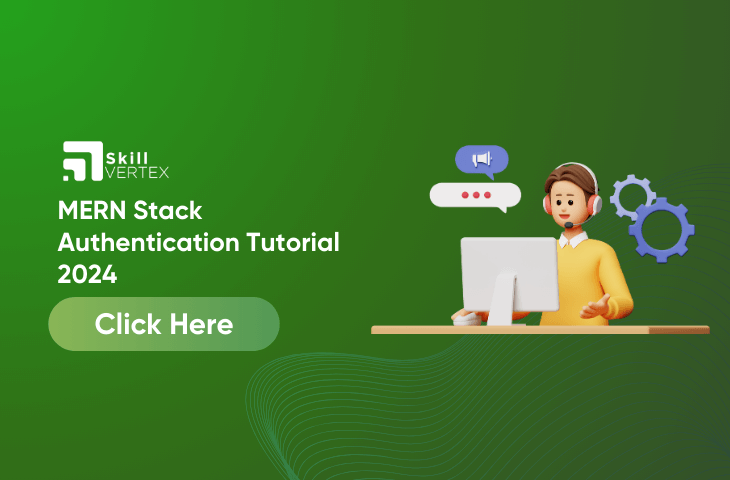 Skill
VERTEX
MERN Stack
Authentication Tutorial
2024
Click Here